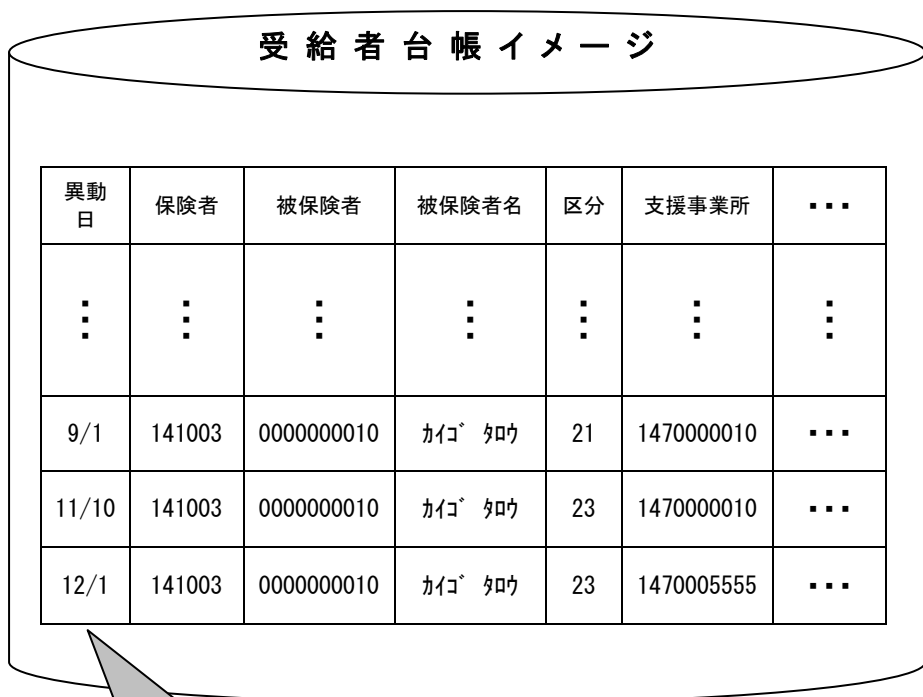 受 給 者 台 帳 イ メ ー ジ
異動日 保険者 被保険者 被保険者名 区分 支援事業所 ・・・
⋮ ⋮ ⋮ ⋮ ⋮ ⋮ ⋮
9/1 141003 0000000010 ｶｲｺﾞ ﾀﾛｳ 21 1470000010 ・・・
11/10 141003 0000000010 ｶｲｺﾞ ﾀﾛｳ 23 1470000010 ・・・
12/1 141003 0000000010 ｶｲｺﾞ ﾀﾛｳ 23 1470005555 ・・・